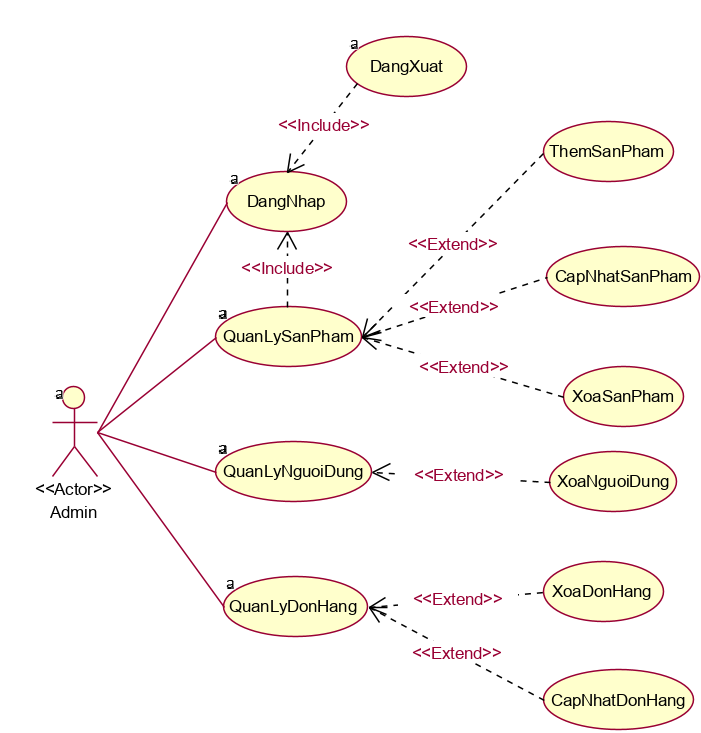 a
DangXuat
<<Include>>
ThemSanPham
a
DangNhap
<<Extend>>
<<Include>>
CapNhatSanPham
<<Extend>>
a
QuanLySanPham
<<Extend>>
XoaSanPham
a
<<Actor>>
Admin
a
QuanLyNguoiDung
<<Extend>>
XoaNguoiDung
a
QuanLyDonHang
<<Extend>>
XoaDonHang
<<Extend>>
CapNhatDonHang